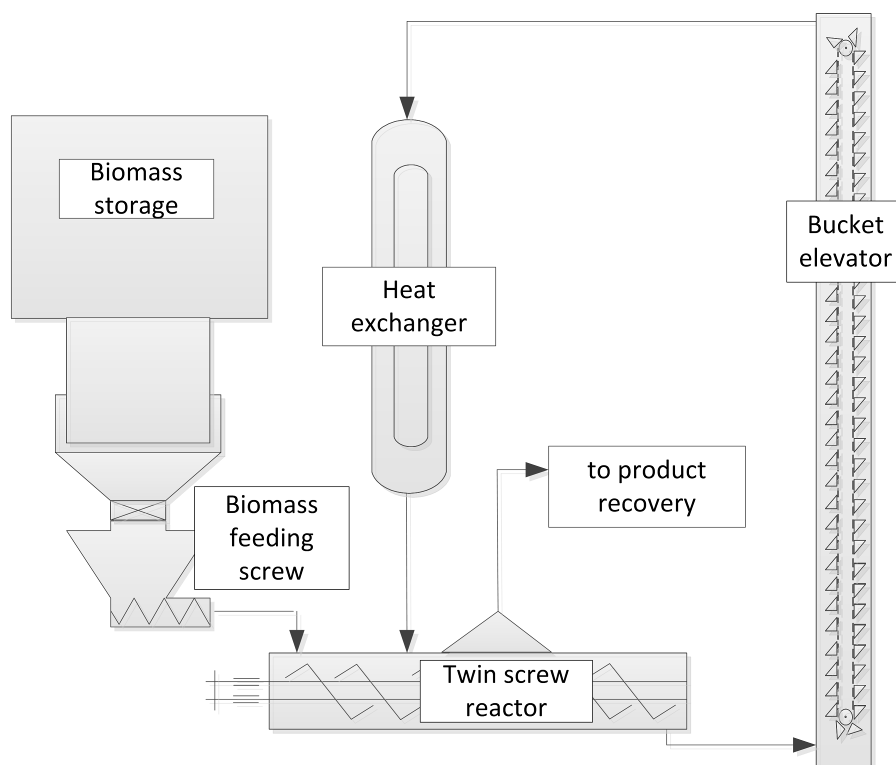 Biomass
storage
Bucket
elevator
Heat
exchanger
to product
recovery
Biomass
feeding
screw
Twin screw
reactor